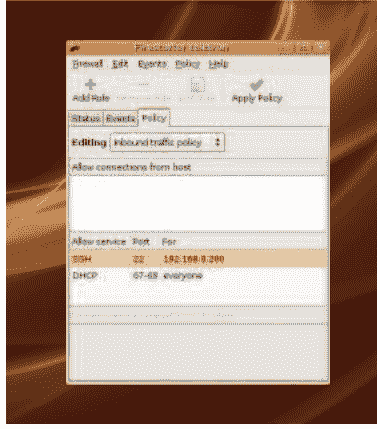 Firewall Edit Events Policy Help
Add Rule Apply Policy
Status Events Policy
Editing Inbound traffic policy
Allow connections from host
Allow service Port For
SSH 22 192.168.0.200
DHCP 67-68 everyone